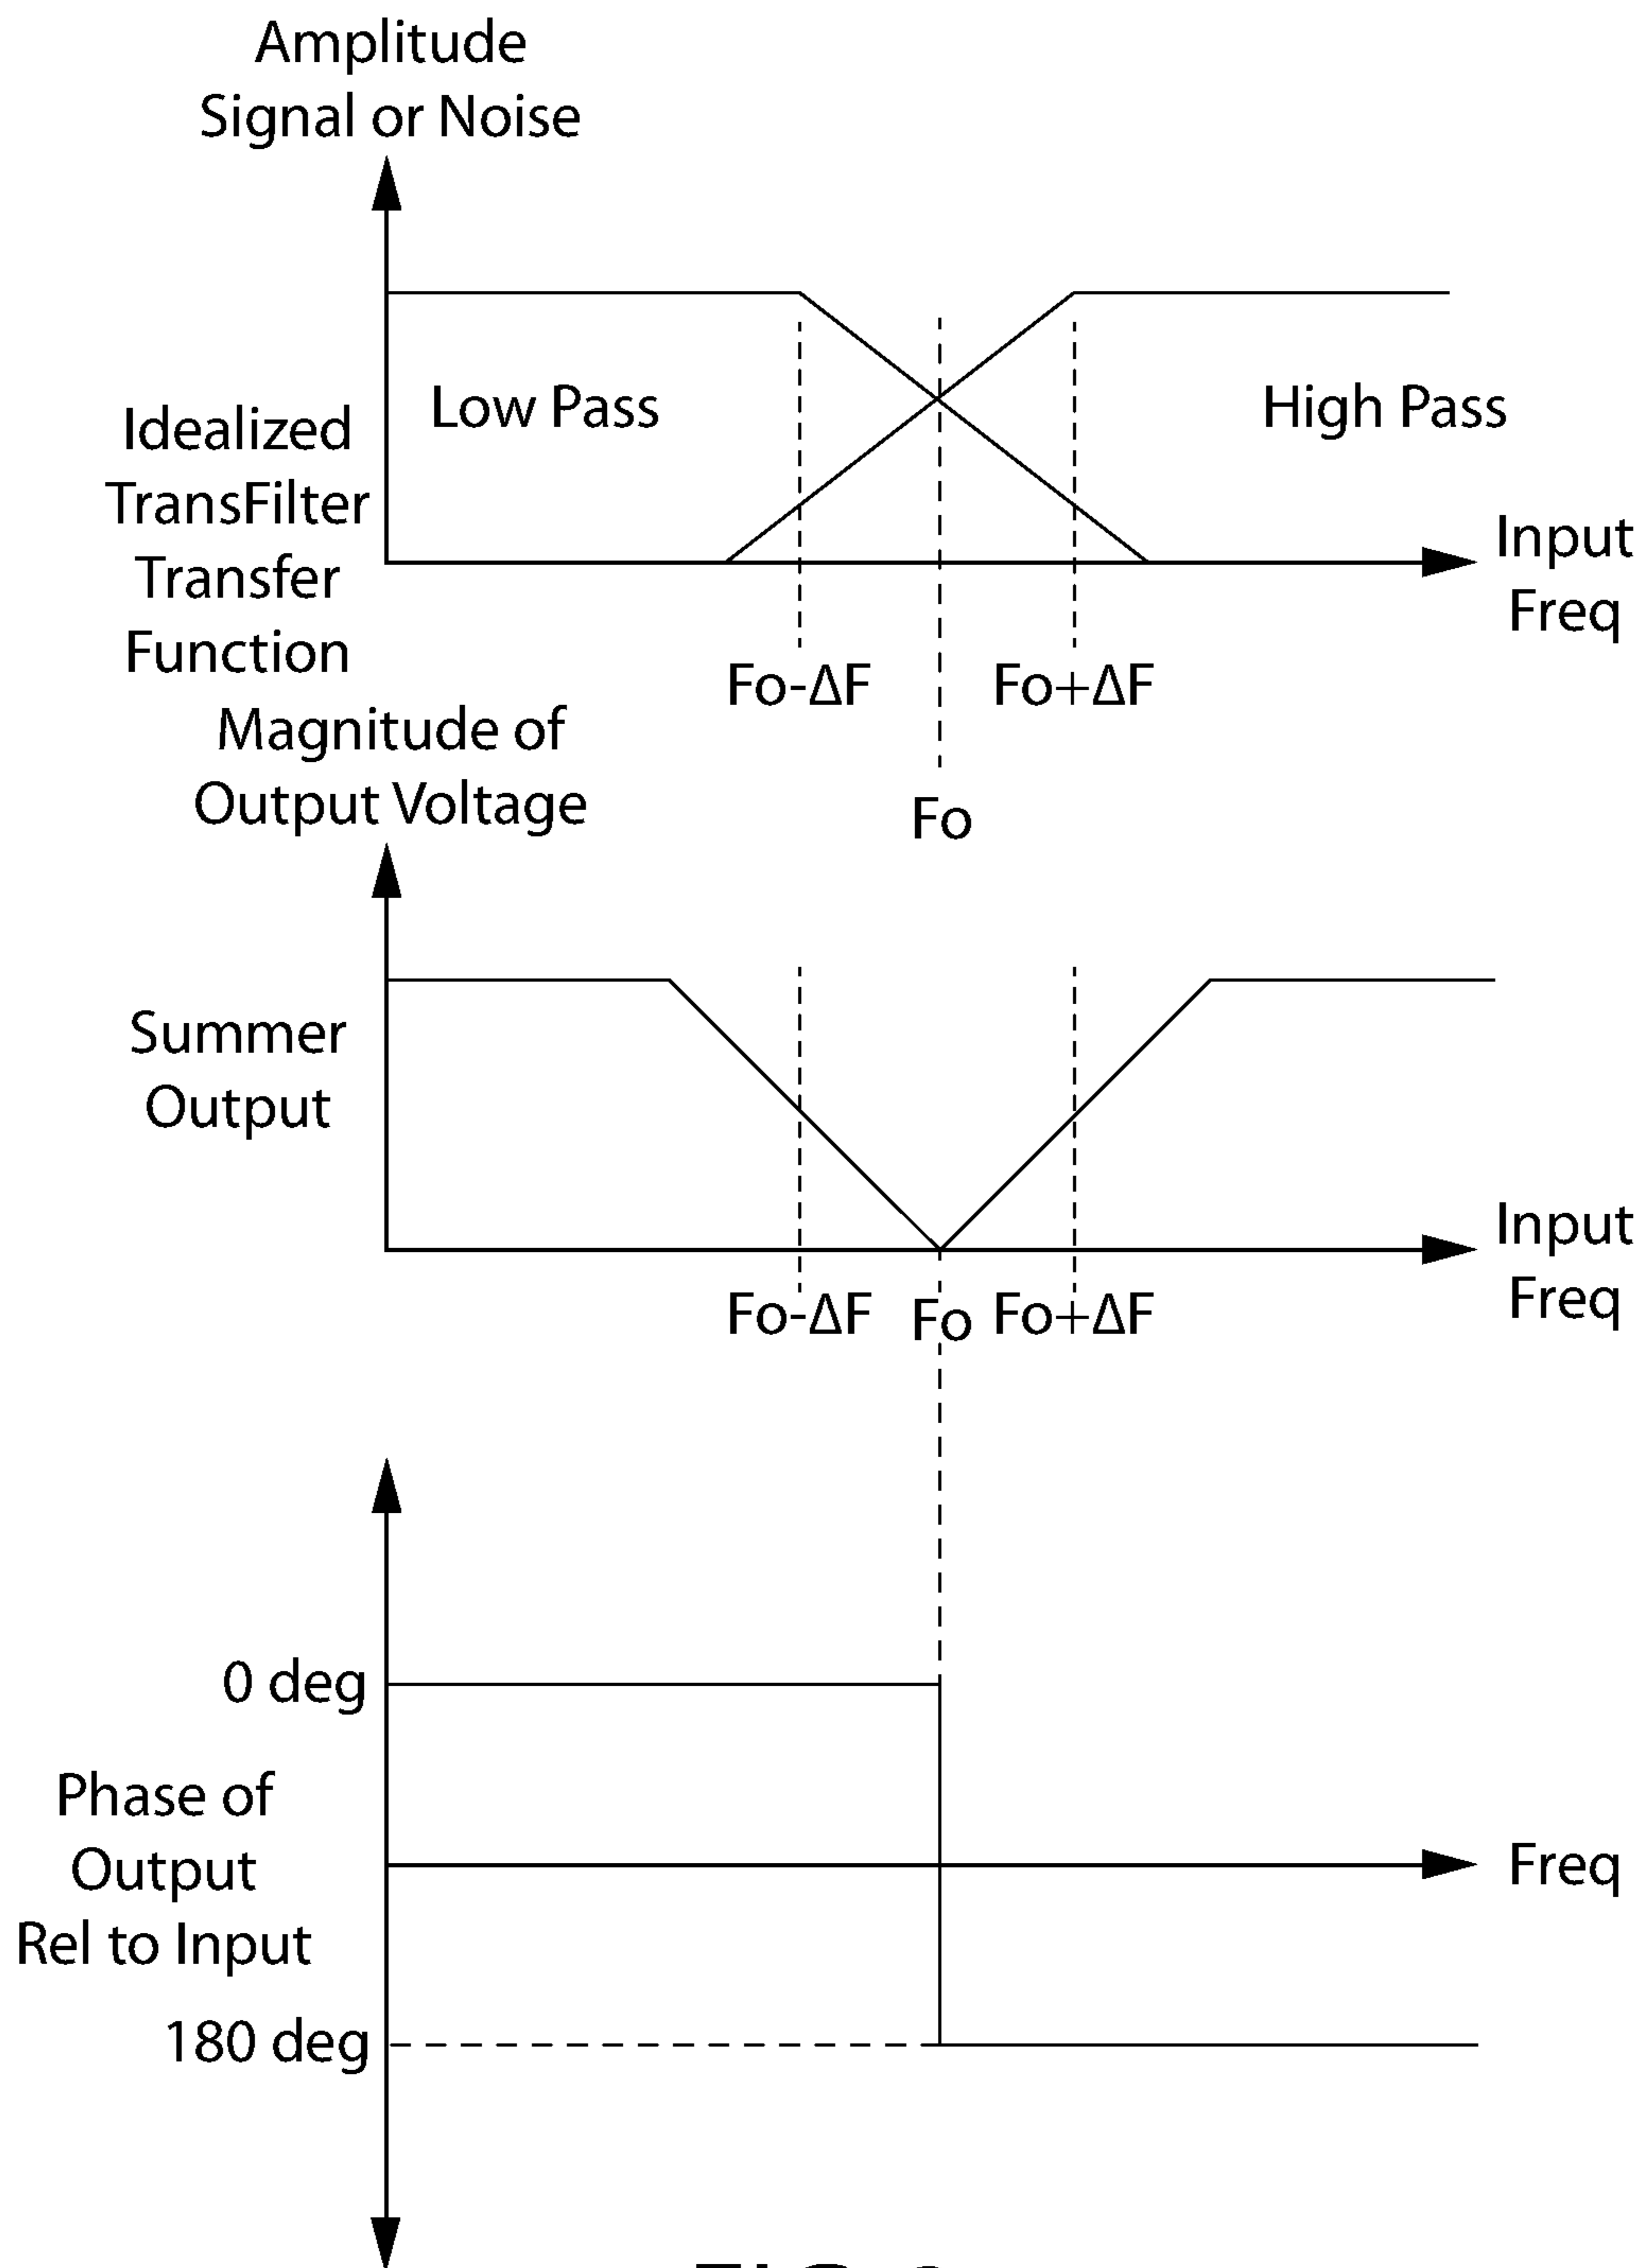 Amplitude
Signal or Noise
Low Pass
High Pass
Idealized
TransFilter
Transfer
Function
Input
Freq
Fo-ΔF
Fo+ΔF
Fo
Magnitude of
Output Voltage
Summer
Output
Input
Freq
Fo-ΔF
Fo
Fo+ΔF
0 deg
Phase of
Output
Rel to Input
Freq
180 deg